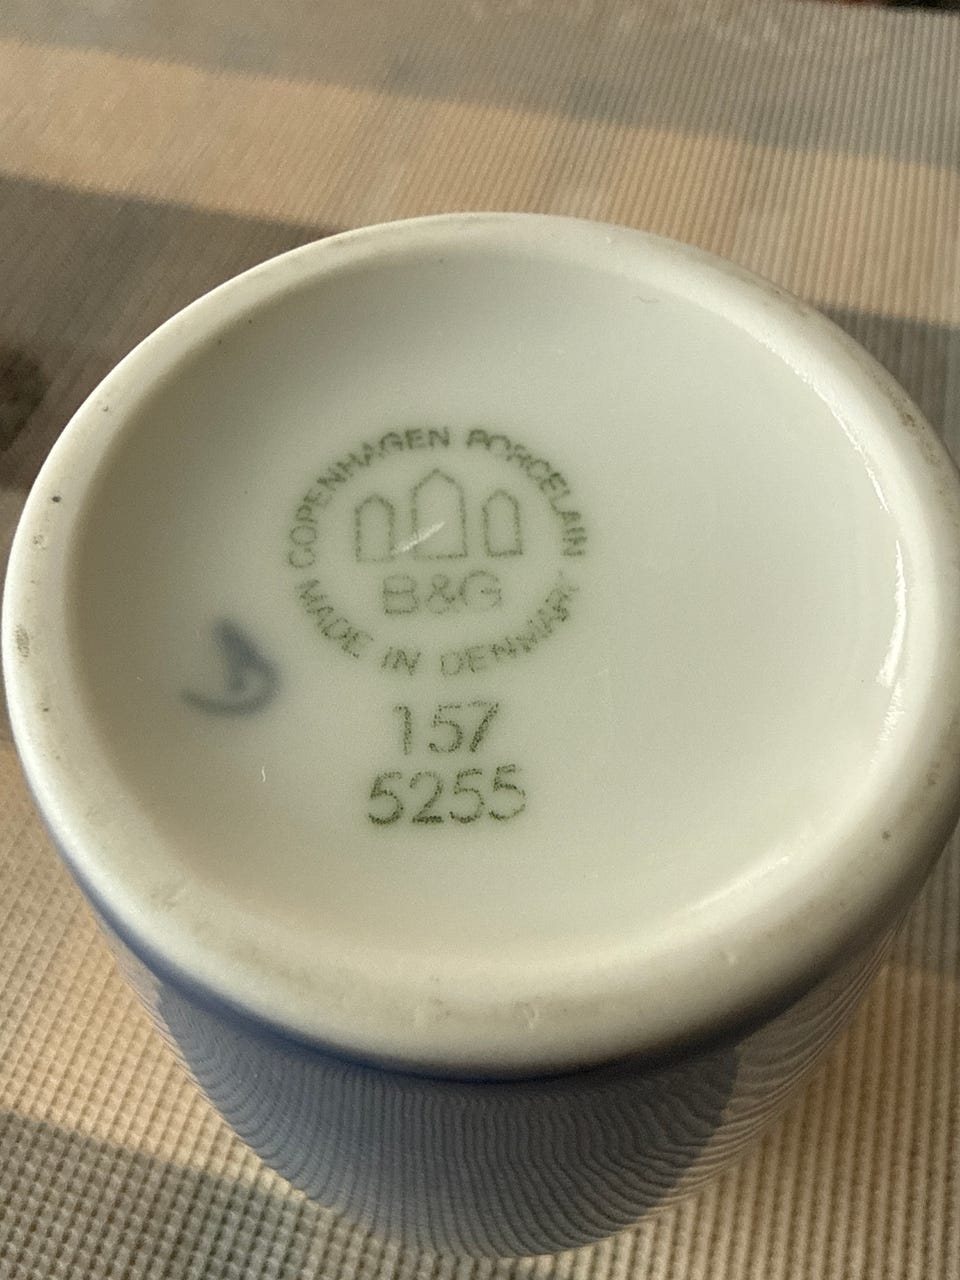 COPENHAGEN PORCELAIN
B&G
MADE IN DENMARK
157
5255